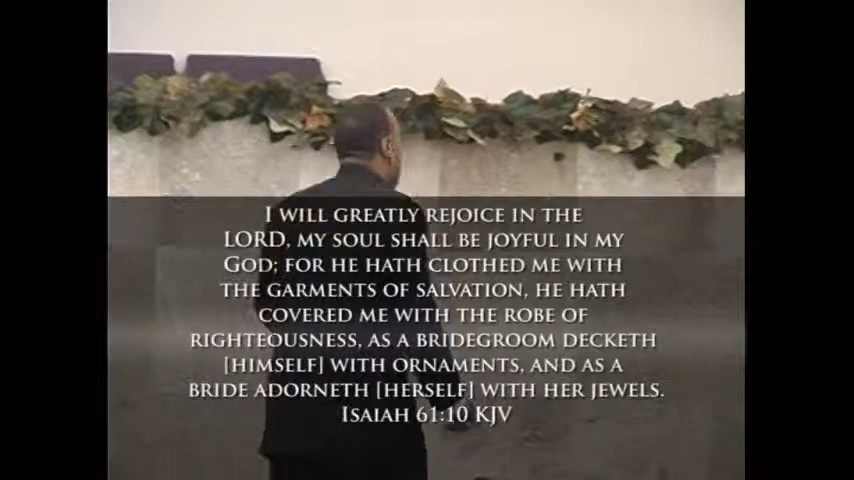 I WILL GREATLY REJOICE IN THE
LORD, MY SOUL SHALL BE JOYFUL IN MY
GOD; FOR HE HATH CLOTHED ME WITH
THE GARMENTS OF SALVATION, HE HATH
COVERED ME WITH THE ROBE OF
RIGHTEOUSNESS, AS A BRIDEGROOM DECKETH
[HIMSELF] WITH ORNAMENTS, AND AS A
BRIDE ADORNETH [HERSELF] WITH HER JEWELS.
ISAIAH 61:10 KJV